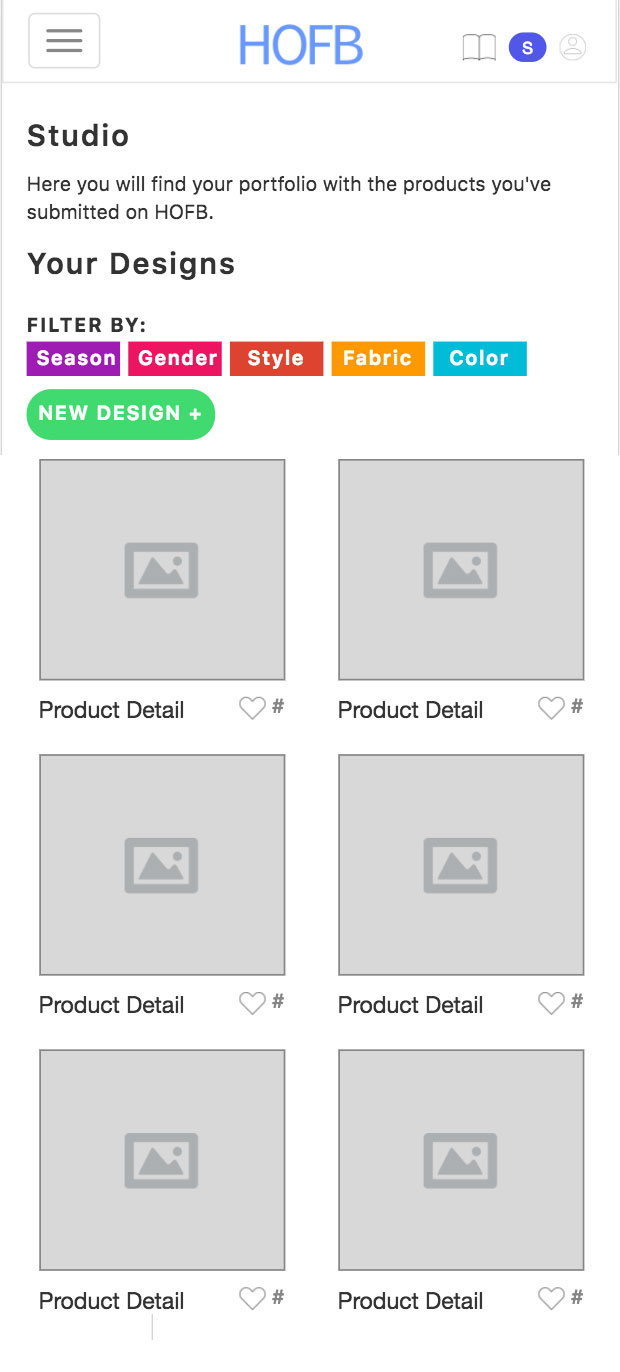 HOFB
S
Studio
Here you will find your portfolio with the products you've
submitted on HOFB.
Your Designs
FILTER BY:
Season Gender Style Fabric Color
NEW DESIGN +
Product Detail # Product Detail #
Product Detail # Product Detail #
Product Detail # Product Detail #